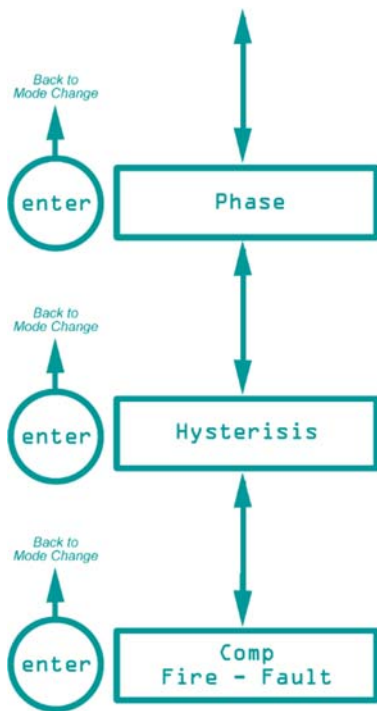 Back to
Mode Change
enter
Phase
Back to
Mode Change
enter
Hysterisis
Back to
Mode Change
enter
Comp
Fire - Fault